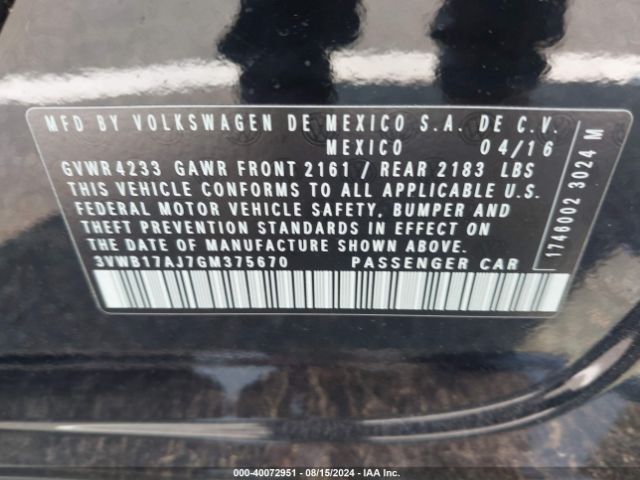 MFD BY VOLKSWAGEN DE MEXICO S.A. DE C.V.
MEXICO 04/16
GVWR 4233 GAWR FRONT 2161 / REAR 2183 LBS
THIS VEHICLE CONFORMS TO ALL APPLICABLE U.S.
FEDERAL MOTOR VEHICLE SAFETY, BUMPER AND
THEFT PREVENTION STANDARDS IN EFFECT ON
THE DATE OF MANUFACTURE SHOWN ABOVE.
3VWB17AJ7GM375670 PASSENGER CAR
1746002 3024 M
000-40072951 - 08/15/2024 - IAA Inc.